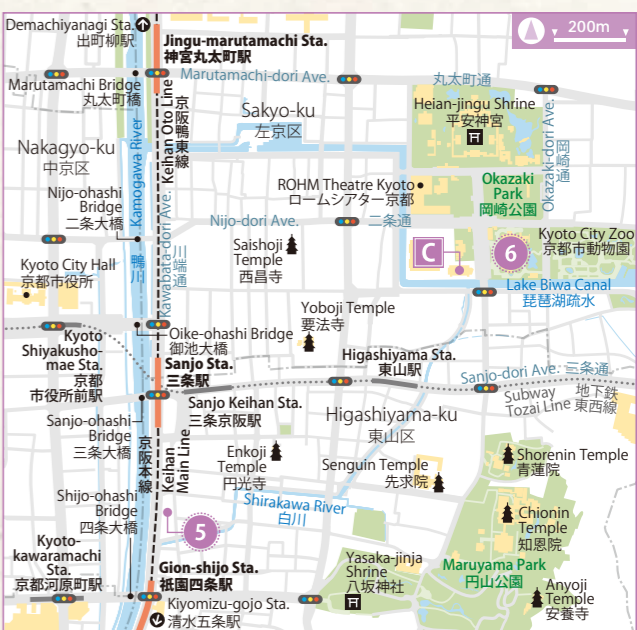 Demachiyanagi Sta.
出町柳駅
Jingu-marutamachi Sta.
神宮丸太町駅
200m
Marutamachi-dori Ave.
丸太町通
Marutamachi Bridge
丸太町橋
京阪鴨東線
Keihan Oto Line
Sakyo-ku
左京区
Heian-jingu Shrine
平安神宮
Okazaki-dori Ave.
岡崎通
Nakagyo-ku
中京区
Kamogawa River
鴨川
Kawabata-dori Ave.
川端通
ROHM Theatre Kyoto
ロームシアター京都
Okazaki
Park
岡崎公園
Nijo-ohashi
Bridge
二条大橋
Nijo-dori Ave.
二条通
Kyoto City Zoo
京都市動物園
Saishoji
Temple
西昌寺
C
6
Kyoto City Hall
京都市役所
Lake Biwa Canal
琵琶湖疏水
Yoboji Temple
要法寺
Oike-ohashi Bridge
御池大橋
Kyoto
Shiyakusho-
mae Sta.
京都
市役所前駅
Sanjo Sta.
三条駅
Higashiyama Sta.
東山駅
Sanjo-dori Ave.
三条通
Subway
Tozai Line
地下鉄
東西線
Sanjo Keihan Sta.
三条京阪駅
Higashiyama-ku
東山区
Sanjo-ohashi
Bridge
三条大橋
京阪本線
Keihan
Main Line
Enkoji
Temple
円光寺
Senguin Temple
先求院
Shorenin Temple
青蓮院
Shijo-ohashi
Bridge
四条大橋
Shirakawa River
白川
5
Chionin
Temple
知恩院
Kyoto-
kawaramachi
Sta.
京都河原町駅
Gion-shijo Sta.
祇園四条駅
Yasaka-jinja
Shrine
八坂神社
Maruyama Park
円山公園
Anyoji
Temple
安養寺
Kiyomizu-gojo Sta.
清水五条駅